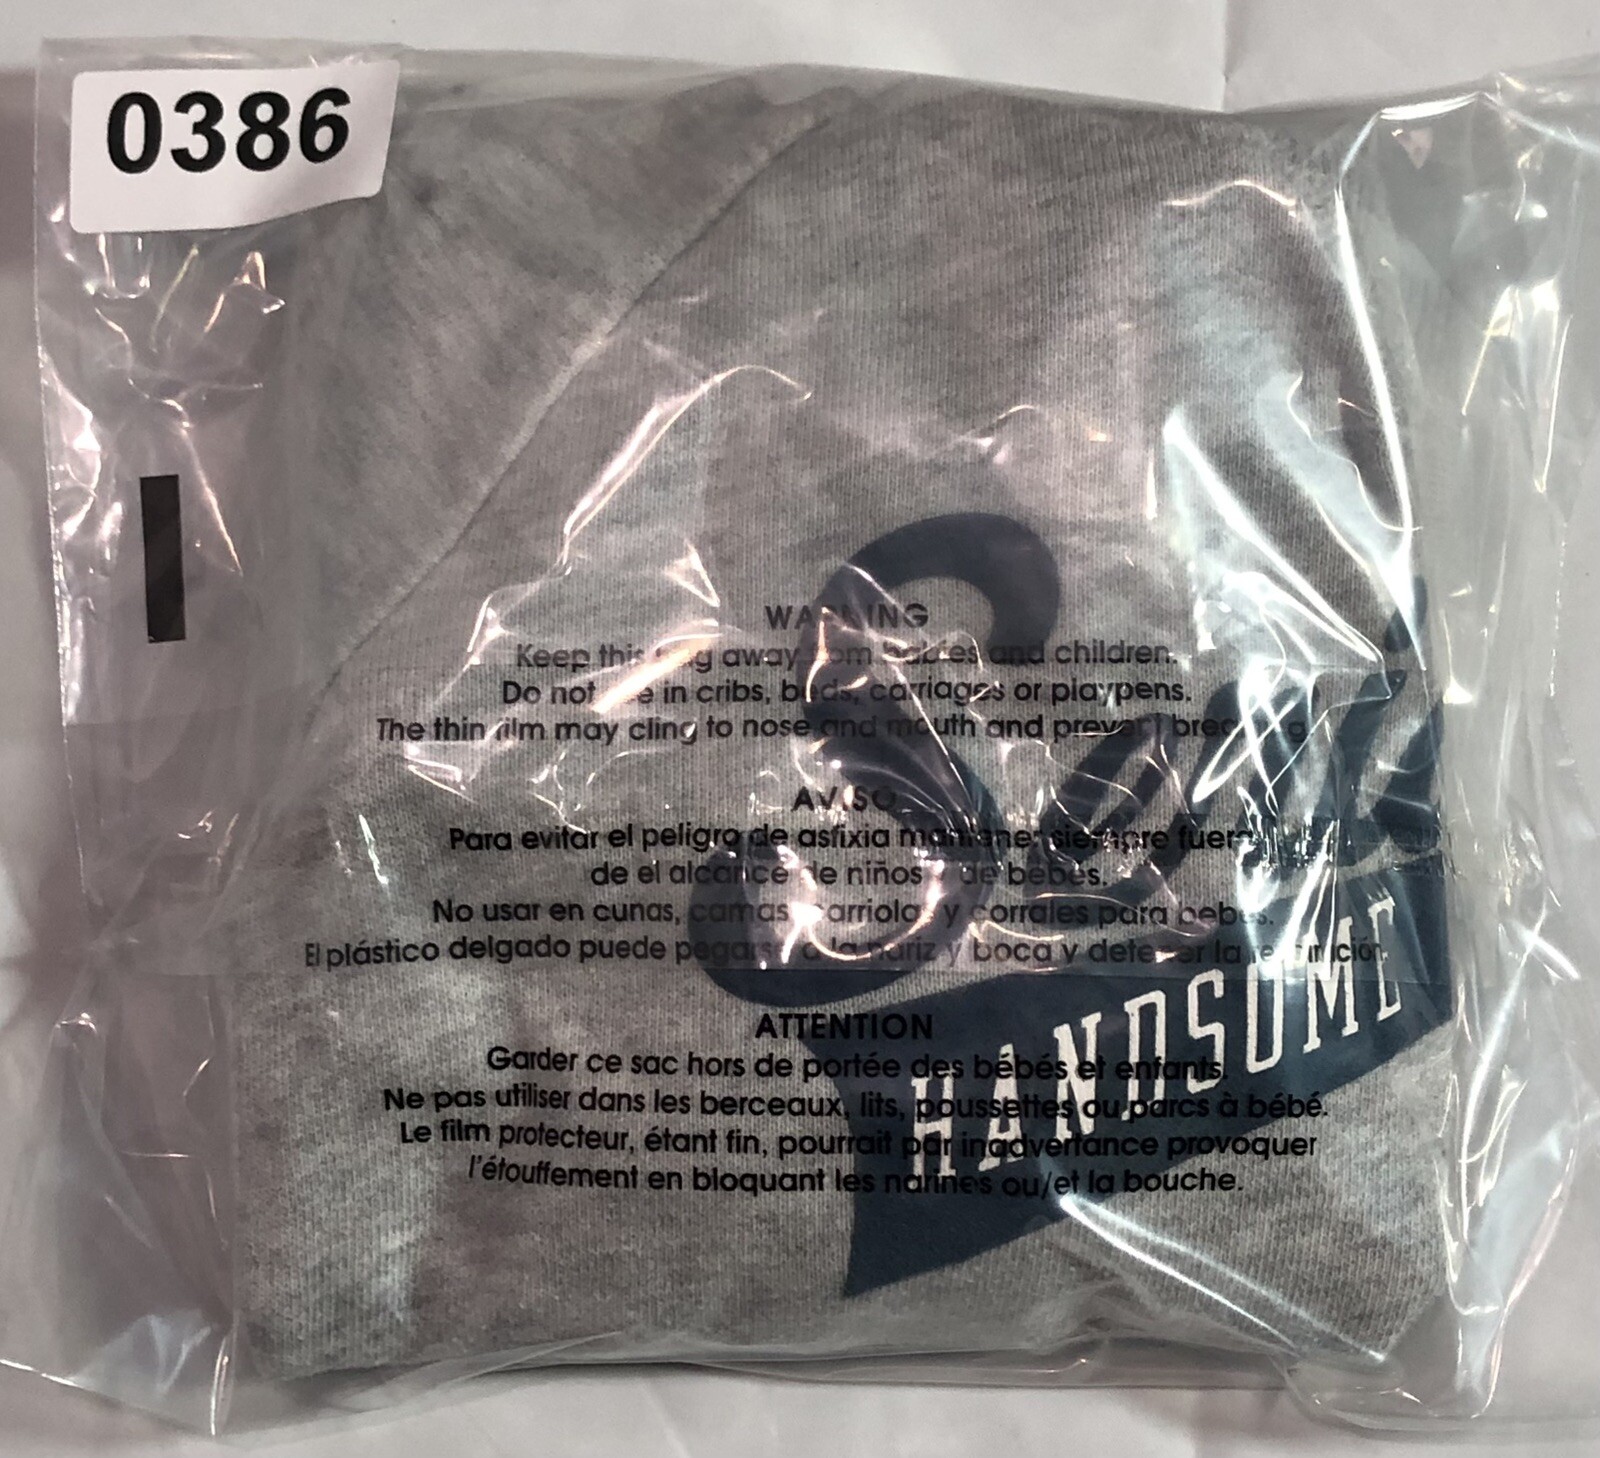 0386
WARNING
Keep this bag away from babies and children.
Do not use in cribs, beds, carriages or playpens.
The thin film may cling to nose and mouth and prevent breathing
AVISO
Para evitar el peligro de asfixia mantener siempre fuera
de el alcance de niños y de bebes.
No usar en cunas, camas, carriolas y corrales para bebes.
El plástico delgado puede pegarse a la nariz y boca y detener la
ATTENTION
Garder ce sac hors de portée des bébés et enfants.
Ne pas utiliser dans les berceaux, lits, poussettes ou parcs à bébé.
Le film protecteur, étant fin, pourrait par inadvertance provoquer
l'étouffement en bloquant les narines ou/et la bouche.
HANDSOME